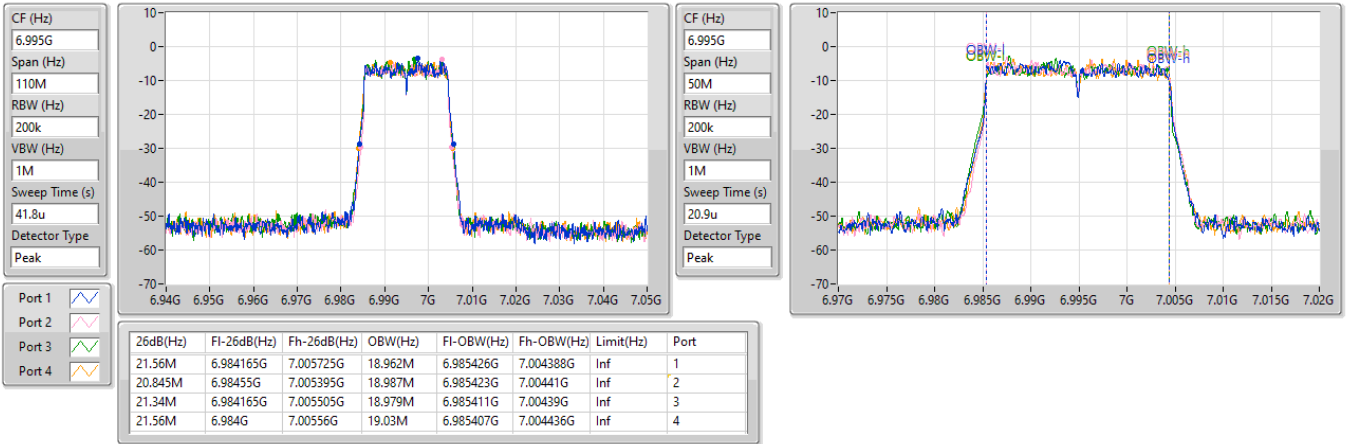 CF (Hz)
6.995G
Span (Hz)
110M
RBW (Hz)
200k
VBW (Hz)
1M
Sweep Time (s)
41.8u
Detector Type
Peak
10-
0-
-10-
-20-
-30-
-40-
-50-
-60-
-70-
6.94G 6.95G 6.96G 6.97G 6.98G 6.99G 7G 7.01G 7.02G 7.03G 7.04G 7.05G
CF (Hz)
6.995G
Span (Hz)
50M
RBW (Hz)
200k
VBW (Hz)
1M
Sweep Time (s)
20.9u
Detector Type
Peak
10-
0-
-10-
-20-
-30-
-40-
-50-
-60-
-70-
OBW-l OBW-h
OBW-l OBW-h
6.97G 6.975G 6.98G 6.985G 6.99G 6.995G 7G 7.005G 7.01G 7.015G 7.02G
Port 1
Port 2
Port 3
Port 4
26dB(Hz) Fl-26dB(Hz) Fh-26dB(Hz) OBW(Hz) Fl-OBW(Hz) Fh-OBW(Hz) Limit(Hz) Port
21.56M 6.984165G 7.005725G 18.962M 6.985426G 7.004388G Inf 1
20.845M 6.98455G 7.005395G 18.987M 6.985423G 7.00441G Inf 2
21.34M 6.984165G 7.005505G 18.979M 6.985411G 7.00439G Inf 3
21.56M 6.984G 7.00556G 19.03M 6.985407G 7.004436G Inf 4